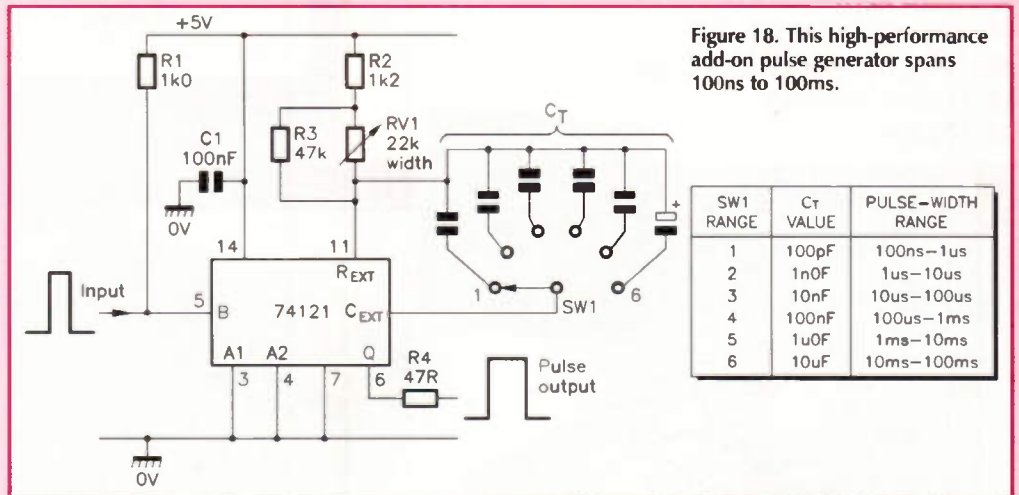 Figure 18. This high-performance
add-on pulse generator spans
100ns to 100ms.
+5V
R1
1k0
R2
1k2
R3
47k
RV1
22k
width
C1
100nF
0V
CT
14
11
REXT
Input
5
B
74121
CEXT
1
SW1
6
A1
A2
Q
3
4
7
6
R4
47R
Pulse
output
0V
+
SW1 RANGE CT VALUE PULSE-WIDTH RANGE
1 100pF 100ns-1us
2 1n0F 1us-10us
3 10nF 10us-100us
4 100nF 100us-1ms
5 1u0F 1ms-10ms
6 10uF 10ms-100ms